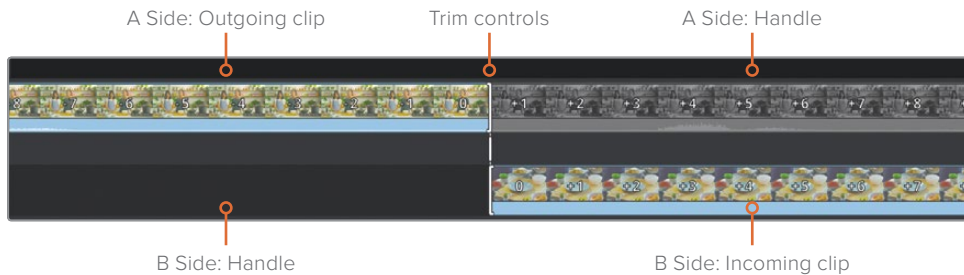 A Side: Outgoing clip Trim controls A Side: Handle
8 -7 -6 -5 -4 -3 -2 -1 0 +1 +2 +3 +4 +5 +6 +7 +8
0 +1 +2 +3 +4 +5 +6 +7
B Side: Handle B Side: Incoming clip